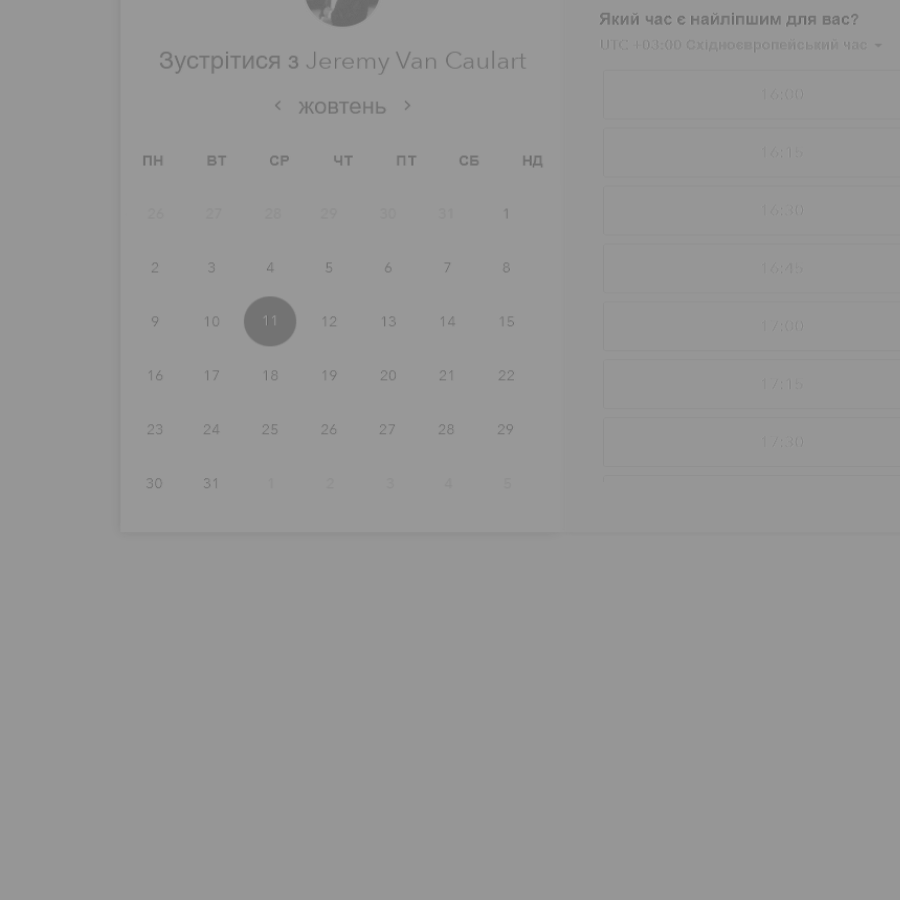 Зустрітися з Jeremy Van Caulart
жовтень
ПН ВТ СР ЧТ ПТ СБ НД
26 27 28 29 30 31 1
2 3 4 5 6 7 8
9 10 11 12 13 14 15
16 17 18 19 20 21 22
23 24 25 26 27 28 29
30 31 1 2 3 4 5
Який час є найліпшим для вас?
UTC +03:00 Східноєвропейський час
16:00
16:15
16:30
16:45
17:00
17:15
17:30